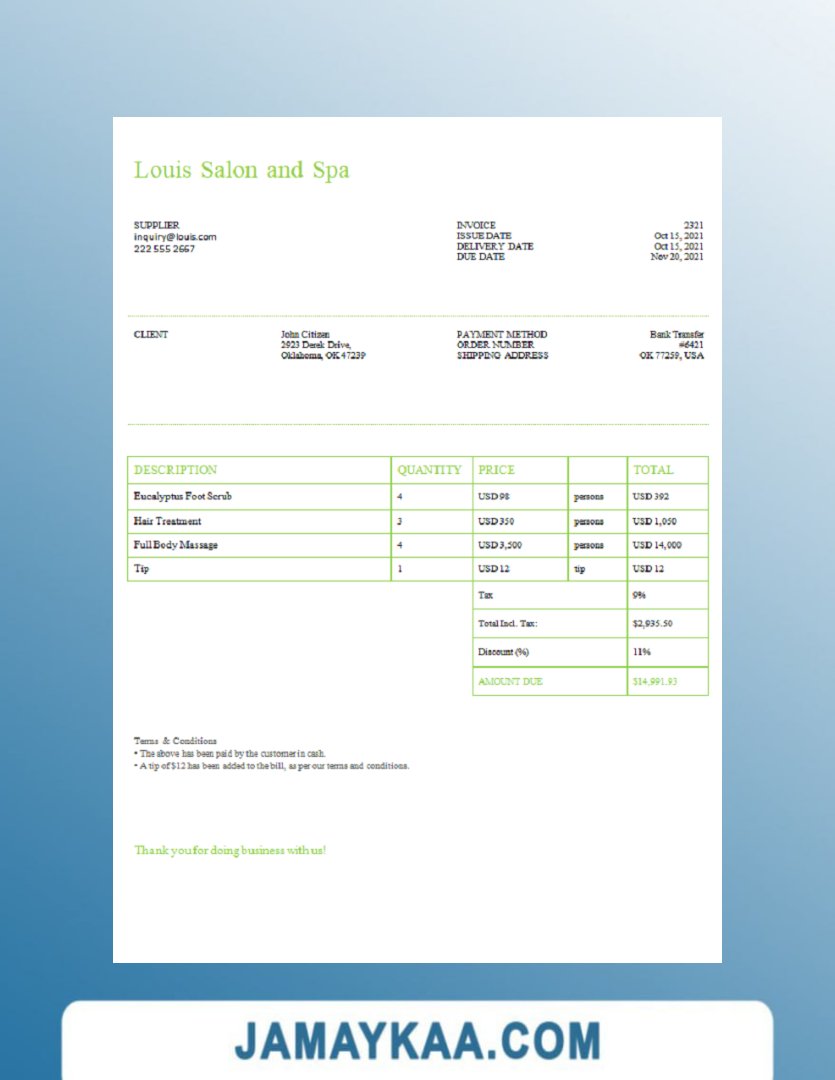 Louis Salon and Spa
SUPPLIER
inquiry@louis.com
222 555 2667
INVOICE 2321
ISSUE DATE Oct 15, 2021
DELIVERY DATE Oct 15, 2021
DUE DATE Nov 20, 2021
CLIENT
John Citizen
2923 Derek Drive,
Oklahoma, OK 47239
PAYMENT METHOD Bank Transfer
ORDER NUMBER #6421
SHIPPING ADDRESS OK 77259, USA
DESCRIPTION QUANTITY PRICE TOTAL
Eucalyptus Foot Scrub 4 USD 98 persons USD 392
Hair Treatment 3 USD 350 persons USD 1,050
Full Body Massage 4 USD 3,500 persons USD 14,000
Tip 1 USD 12 tip USD 12
Tax 9%
Total Incl. Tax: $2,935.50
Discount (%) 11%
AMOUNT DUE $14,991.93
Terms & Conditions
• The above has been paid by the customer in cash.
• A tip of $12 has been added to the bill, as per our terms and conditions.
Thank you for doing business with us!
JAMAYKAA.COM